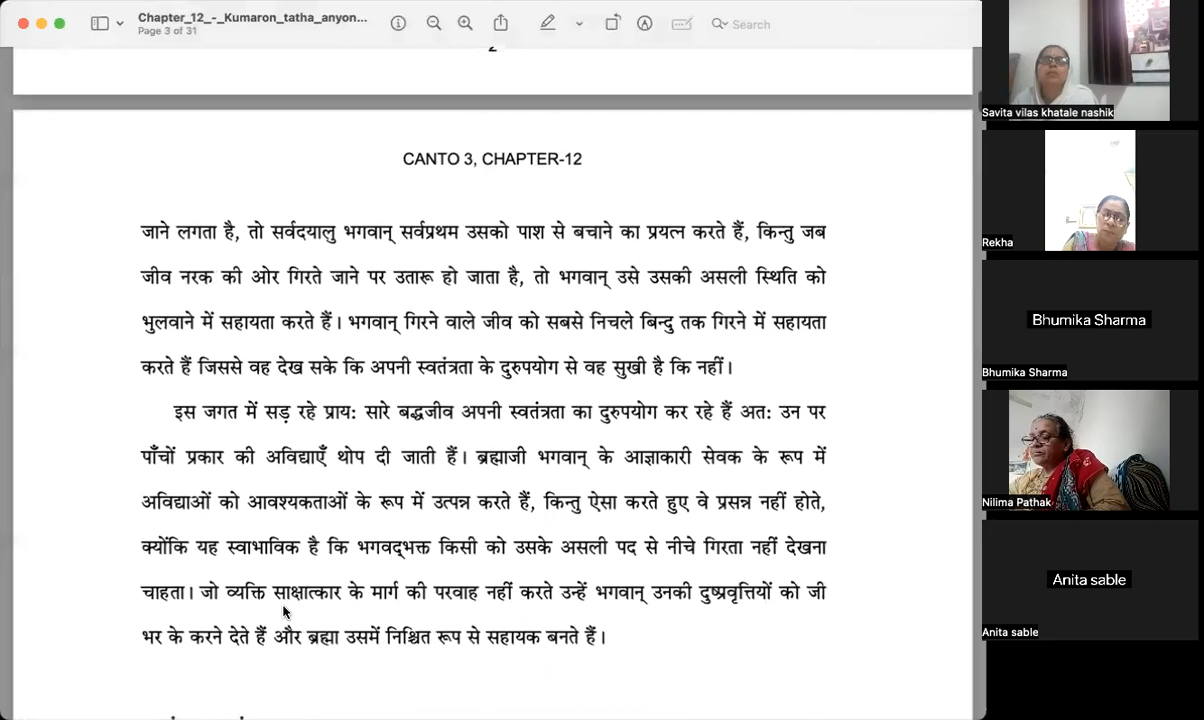 Chapter_12_-_Kumaron_tatha_anyon...
Page 3 of 31
Search
2
CANTO 3, CHAPTER-12
जाने लगता है, तो सर्वदयालु भगवान् सर्वप्रथम उसको पाश से बचाने का प्रयत्न करते हैं, किन्तु जब
जीव नरक की ओर गिरते जाने पर उतारू हो जाता है, तो भगवान् उसे उसकी असली स्थिति को
भुलवाने में सहायता करते हैं। भगवान् गिरने वाले जीव को सबसे निचले बिन्दु तक गिरने में सहायता
करते हैं जिससे वह देख सके कि अपनी स्वतंत्रता के दुरुपयोग से वह सुखी है कि नहीं।
इस जगत में सड़ रहे प्राय: सारे बद्धजीव अपनी स्वतंत्रता का दुरुपयोग कर रहे हैं अत: उन पर
पाँचों प्रकार की अविद्याएँ थोप दी जाती हैं। ब्रह्माजी भगवान् के आज्ञाकारी सेवक के रूप में
अविद्याओं को आवश्यकताओं के रूप में उत्पन्न करते हैं, किन्तु ऐसा करते हुए वे प्रसन्न नहीं होते,
क्योंकि यह स्वाभाविक है कि भगवद्भक्त किसी को उसके असली पद से नीचे गिरता नहीं देखना
चाहता। जो व्यक्ति साक्षात्कार के मार्ग की परवाह नहीं करते उन्हें भगवान् उनकी दुष्प्रवृत्तियों को जी
भर के करने देते हैं और ब्रह्मा उसमें निश्चित रूप से सहायक बनते हैं।
Savita vilas khatale nashik
Rekha
Bhumika Sharma
Bhumika Sharma
Nilima Pathak
Anita sable
Anita sable